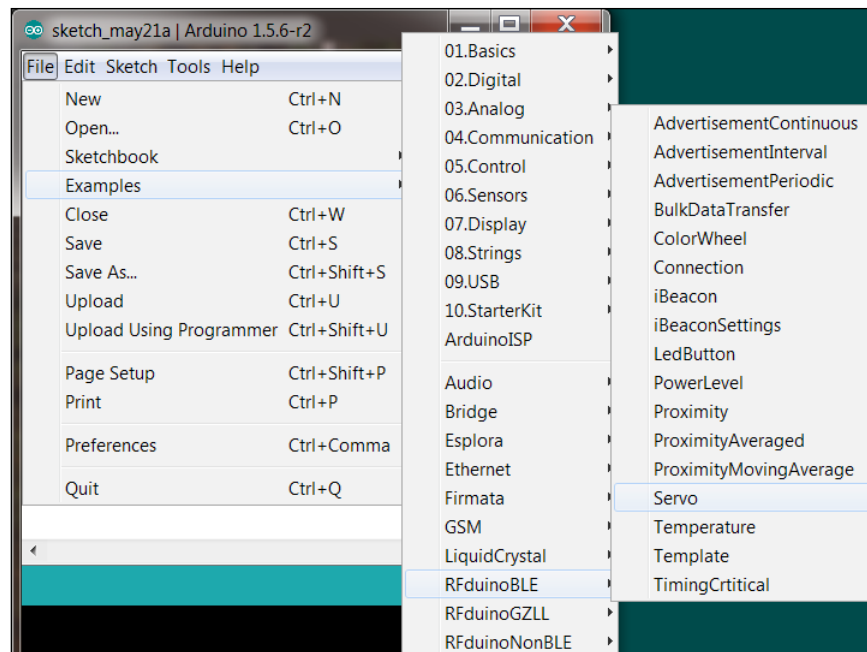 sketch_may21a | Arduino 1.5.6-r2
File Edit Sketch Tools Help
New Ctrl+N
Open... Ctrl+O
Sketchbook
Examples
Close Ctrl+W
Save Ctrl+S
Save As... Ctrl+Shift+S
Upload Ctrl+U
Upload Using Programmer Ctrl+Shift+U
Page Setup Ctrl+Shift+P
Print Ctrl+P
Preferences Ctrl+Comma
Quit Ctrl+Q
01.Basics
02.Digital
03.Analog
04.Communication
05.Control
06.Sensors
07.Display
08.Strings
09.USB
10.StarterKit
ArduinoISP
Audio
Bridge
Esplora
Ethernet
Firmata
GSM
LiquidCrystal
RFduinoBLE
RFduinoGZLL
RFduinoNonBLE
AdvertisementContinuous
AdvertisementInterval
AdvertisementPeriodic
BulkDataTransfer
ColorWheel
Connection
iBeacon
iBeaconSettings
LedButton
PowerLevel
Proximity
ProximityAveraged
ProximityMovingAverage
Servo
Temperature
Template
TimingCrtitical